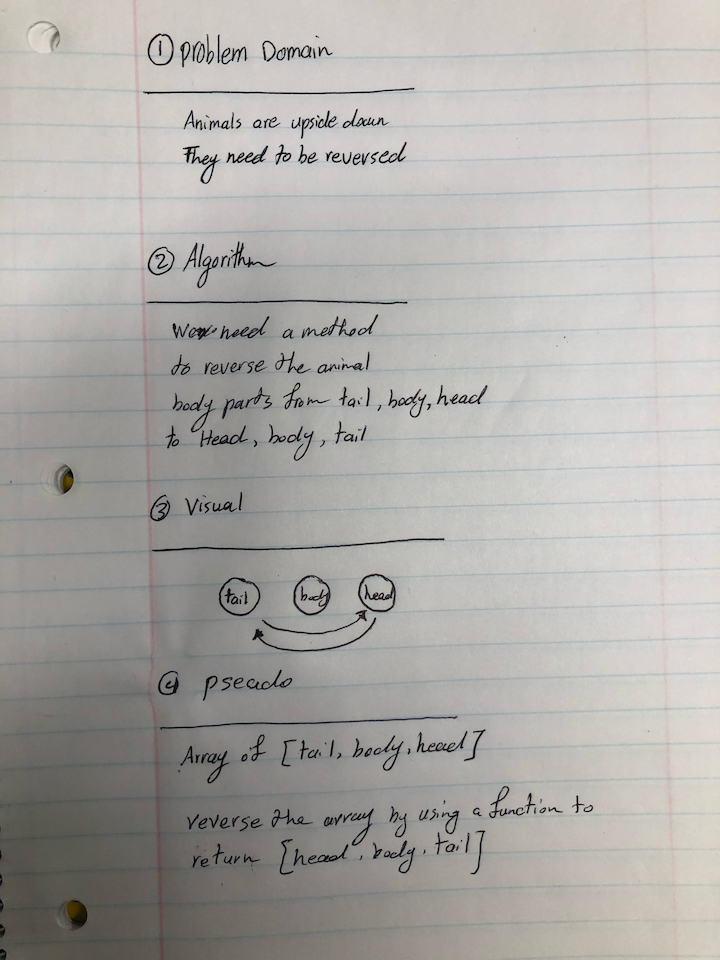 ① Problem Domain
Animals are upside down
They need to be reversed
② Algorithm
We need a method
to reverse the animal
body parts from tail, body, head
to Head, body, tail
③ Visual
tail body head
④ pseudo
Array of [tail, body, head]
reverse the array by using a function to
return [head, body, tail]